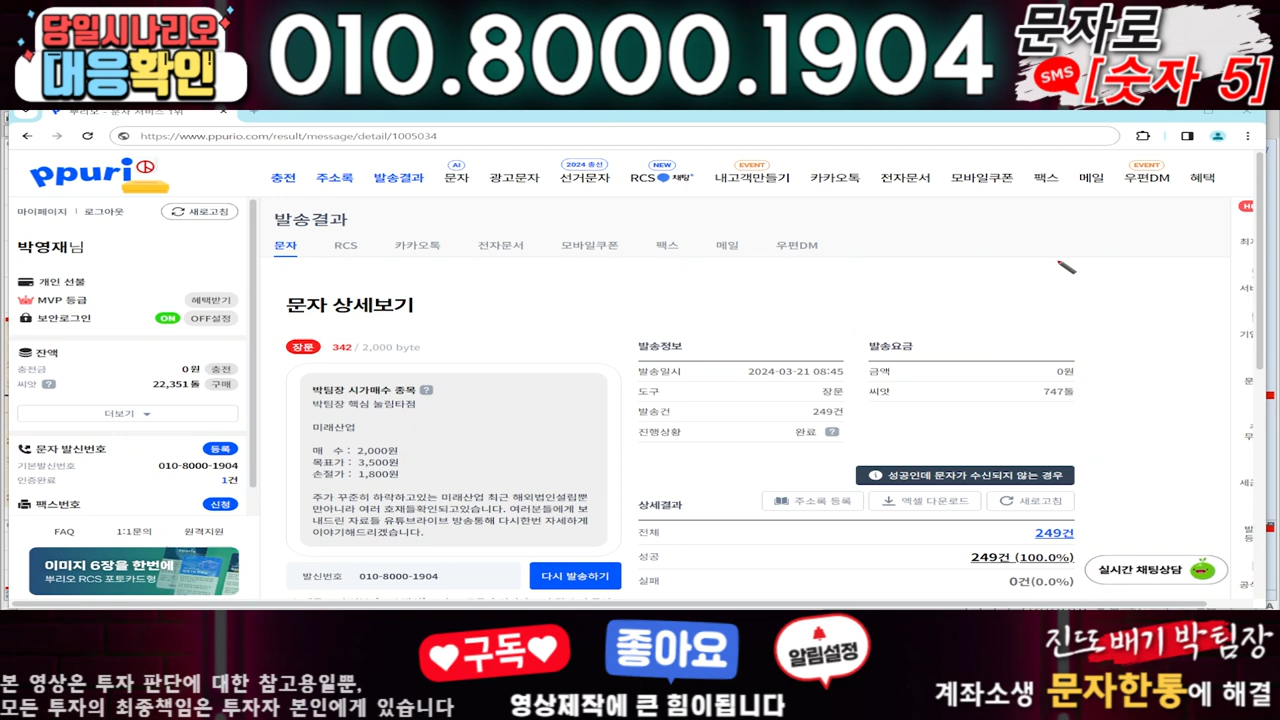 당일시나리오
대응확인
010.8000.1904
문자로
SMS [숫자 5]
뿌리오 - 문자 서비스 1위
https://www.ppurio.com/result/message/detail/1005034
ppurio
충전 주소록 발송결과 AI 문자 광고문자 2024 총선 선거문자 NEW RCS 채팅+ EVENT 내고객만들기 카카오톡 전자문서 모바일쿠폰 팩스 메일 EVENT 우편DM 혜택
마이페이지 | 로그아웃 새로고침
박영재님
개인 선불
MVP 등급 혜택받기
보안로그인 ON OFF설정
잔액
충전금 0원 충전
씨앗 ? 22,351톨 구매
더보기
문자 발신번호 등록
기본발신번호 010-8000-1904
인증완료 1건
팩스번호 신청
FAQ 1:1문의 원격지원
이미지 6장을 한번에
뿌리오 RCS 포토카드형
발송결과
문자 RCS 카카오톡 전자문서 모바일쿠폰 팩스 메일 우편DM
문자 상세보기
장문 342 / 2,000 byte
박팀장 시가매수 종목 ?
박팀장 핵심 눌림타점
미래산업
매 수 : 2,000원
목표가 : 3,500원
손절가 : 1,800원
주가 꾸준히 하락하고있는 미래산업 최근 해외법인설립뿐
만아니라 여러 호재들확인되고있습니다. 여러분들에게 보
내드린 자료들 유튜브라이브 방송통해 다시한번 자세하게
이야기해드리겠습니다.
발신번호 010-8000-1904 다시 발송하기
발송정보
발송일시 2024-03-21 08:45
도구 장문
발송건 249건
진행상황 완료 ?
발송요금
금액 0원
씨앗 747톨
성공인데 문자가 수신되지 않는 경우
상세결과 주소록 등록 엑셀 다운로드 새로고침
전체 249건
성공 249건 (100.0%)
실패 0건(0.0%)
실시간 채팅상담
구독
좋아요
알림설정
영상제작에 큰 힘이됩니다
본 영상은 투자 판단에 대한 참고용일뿐,
모든 투자의 최종책임은 투자자 본인에게 있습니다
진또배기 박팀장
계좌소생 문자한통에 해결